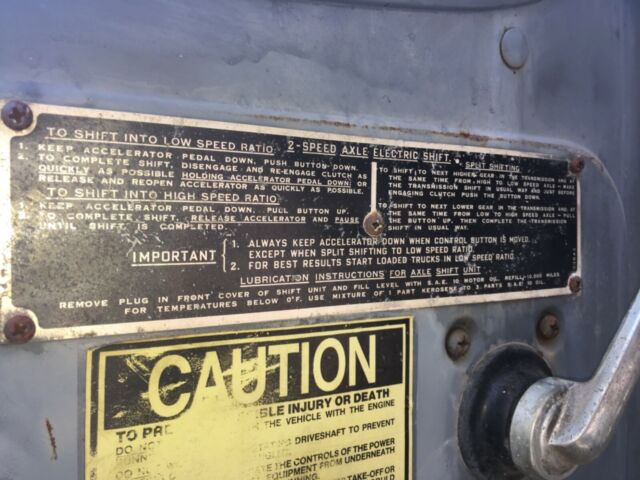 2-SPEED AXLE ELECTRIC SHIFT
TO SHIFT INTO LOW SPEED RATIO
1. KEEP ACCELERATOR PEDAL DOWN, PUSH BUTTON DOWN.
2. TO COMPLETE SHIFT, DISENGAGE AND RE-ENGAGE CLUTCH AS
QUICKLY AS POSSIBLE HOLDING ACCELERATOR PEDAL DOWN; OR
RELEASE AND REOPEN ACCELERATOR AS QUICKLY AS POSSIBLE.
TO SHIFT INTO HIGH SPEED RATIO
1. KEEP ACCELERATOR PEDAL DOWN, PULL BUTTON UP.
2. TO COMPLETE SHIFT, RELEASE ACCELERATOR AND PAUSE
UNTIL SHIFT IS COMPLETED.
SPLIT SHIFTING
TO SHIFT TO NEXT HIGHER GEAR IN THE TRANSMISSION AND AT
THE SAME TIME FROM HIGH TO LOW SPEED AXLE - MAKE
THE TRANSMISSION SHIFT IN USUAL WAY AND JUST BEFORE
ENGAGING CLUTCH PUSH THE BUTTON DOWN.
TO SHIFT TO NEXT LOWER GEAR IN THE TRANSMISSION AND AT
THE SAME TIME FROM LOW TO HIGH SPEED AXLE - PULL
THE BUTTON UP, THEN COMPLETE THE TRANSMISSION
SHIFT IN USUAL WAY.
IMPORTANT
1. ALWAYS KEEP ACCELERATOR DOWN WHEN CONTROL BUTTON IS MOVED,
EXCEPT WHEN SPLIT SHIFTING TO LOW SPEED RATIO.
2. FOR BEST RESULTS START LOADED TRUCKS IN LOW SPEED RATIO.
LUBRICATION INSTRUCTIONS FOR AXLE SHIFT UNIT
REMOVE PLUG IN FRONT COVER OF SHIFT UNIT AND FILL LEVEL WITH S.A.E. 10 MOTOR OIL. REFILL 10,000 MILES.
FOR TEMPERATURES BELOW 0°F. USE MIXTURE OF 1 PART KEROSENE TO 3 PARTS S.A.E 10 OIL.
CAUTION
INJURY OR DEATH
THE VEHICLE WITH THE ENGINE
TO
DO NOT
DRIVESHAFT TO PREVENT
THE CONTROLS OF THE POWER
EQUIPMENT FROM UNDERNEATH
TAKE-OFF OR
COULD